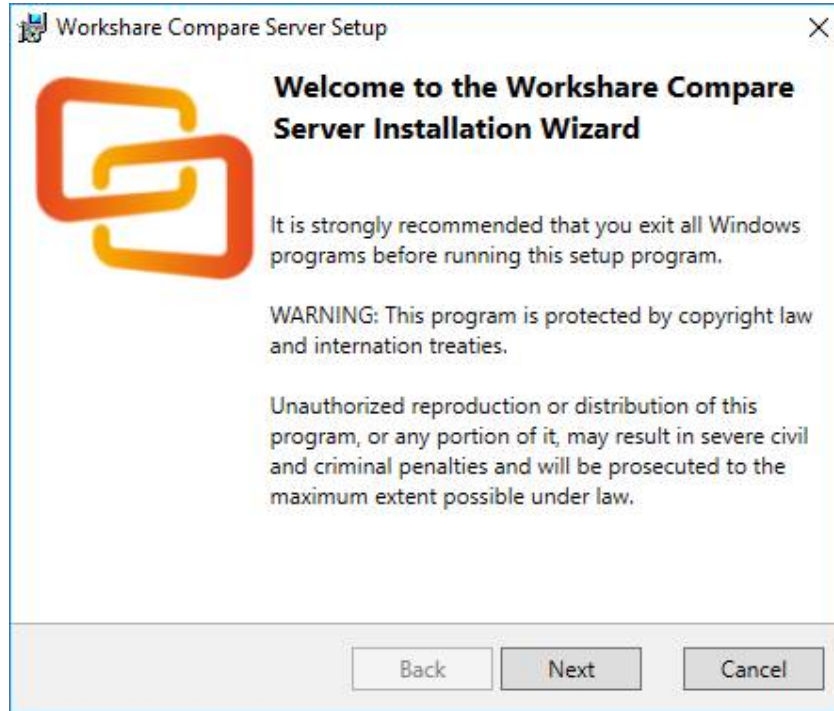 Workshare Compare Server Setup
Welcome to the Workshare Compare
Server Installation Wizard
It is strongly recommended that you exit all Windows
programs before running this setup program.
WARNING: This program is protected by copyright law
and internation treaties.
Unauthorized reproduction or distribution of this
program, or any portion of it, may result in severe civil
and criminal penalties and will be prosecuted to the
maximum extent possible under law.
Back Next Cancel